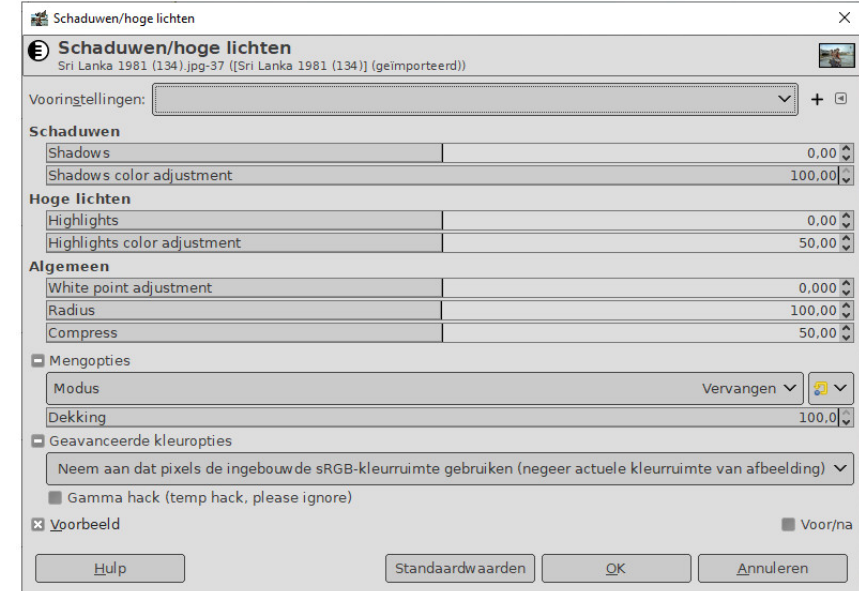 Schaduwen/hoge lichten
Schaduwen/hoge lichten
Sri Lanka 1981 (134).jpg-37 ([Sri Lanka 1981 (134)] (geïmporteerd))
Voorinstellingen:
Schaduwen
Shadows 0,00
Shadows color adjustment 100,00
Hoge lichten
Highlights 0,00
Highlights color adjustment 50,00
Algemeen
White point adjustment 0,000
Radius 100,00
Compress 50,00
Mengopties
Modus Vervangen
Dekking 100,0
Geavanceerde kleuropties
Neem aan dat pixels de ingebouwde sRGB-kleurruimte gebruiken (negeer actuele kleurruimte van afbeelding)
Gamma hack (temp hack, please ignore)
Voorbeeld Voor/na
Hulp Standaardwaarden OK Annuleren